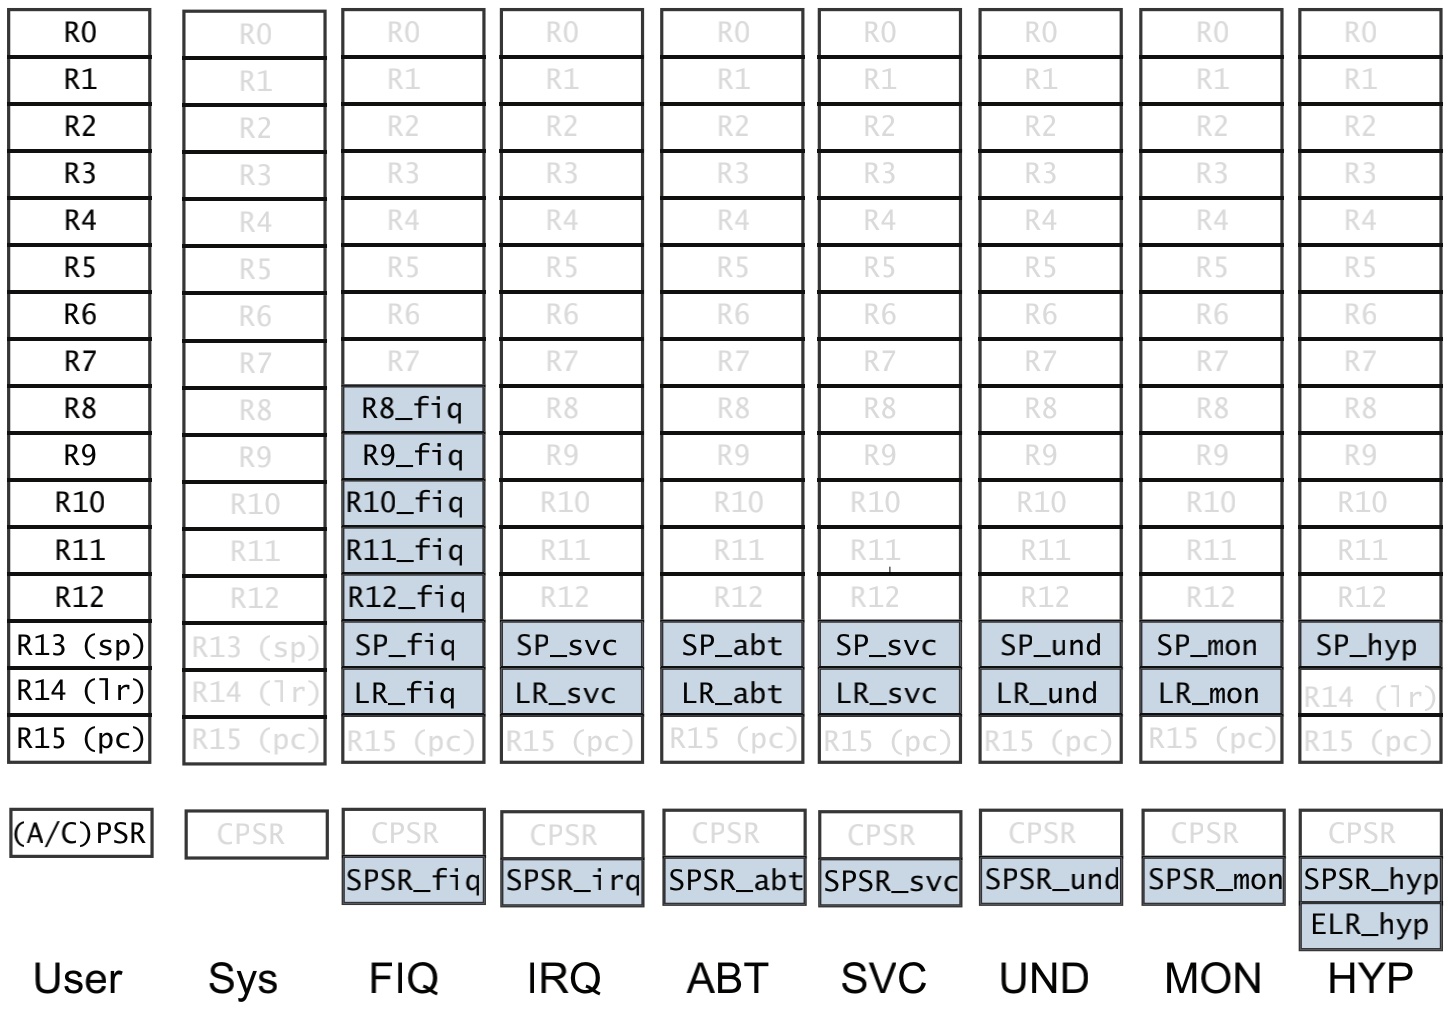 R0 R0 R0 R0 R0 R0 R0 R0 R0
R1 R1 R1 R1 R1 R1 R1 R1 R1
R2 R2 R2 R2 R2 R2 R2 R2 R2
R3 R3 R3 R3 R3 R3 R3 R3 R3
R4 R4 R4 R4 R4 R4 R4 R4 R4
R5 R5 R5 R5 R5 R5 R5 R5 R5
R6 R6 R6 R6 R6 R6 R6 R6 R6
R7 R7 R7 R7 R7 R7 R7 R7 R7
R8 R8 R8_fiq R8 R8 R8 R8 R8 R8
R9 R9 R9_fiq R9 R9 R9 R9 R9 R9
R10 R10 R10_fiq R10 R10 R10 R10 R10 R10
R11 R11 R11_fiq R11 R11 R11 R11 R11 R11
R12 R12 R12_fiq R12 R12 R12 R12 R12 R12
R13 (sp) R13 (sp) SP_fiq SP_svc SP_abt SP_svc SP_und SP_mon SP_hyp
R14 (lr) R14 (lr) LR_fiq LR_svc LR_abt LR_svc LR_und LR_mon R14 (lr)
R15 (pc) R15 (pc) R15 (pc) R15 (pc) R15 (pc) R15 (pc) R15 (pc) R15 (pc) R15 (pc)
(A/C)PSR CPSR CPSR CPSR CPSR CPSR CPSR CPSR CPSR
SPSR_fiq SPSR_irq SPSR_abt SPSR_svc SPSR_und SPSR_mon SPSR_hyp
ELR_hyp
User Sys FIQ IRQ ABT SVC UND MON HYP